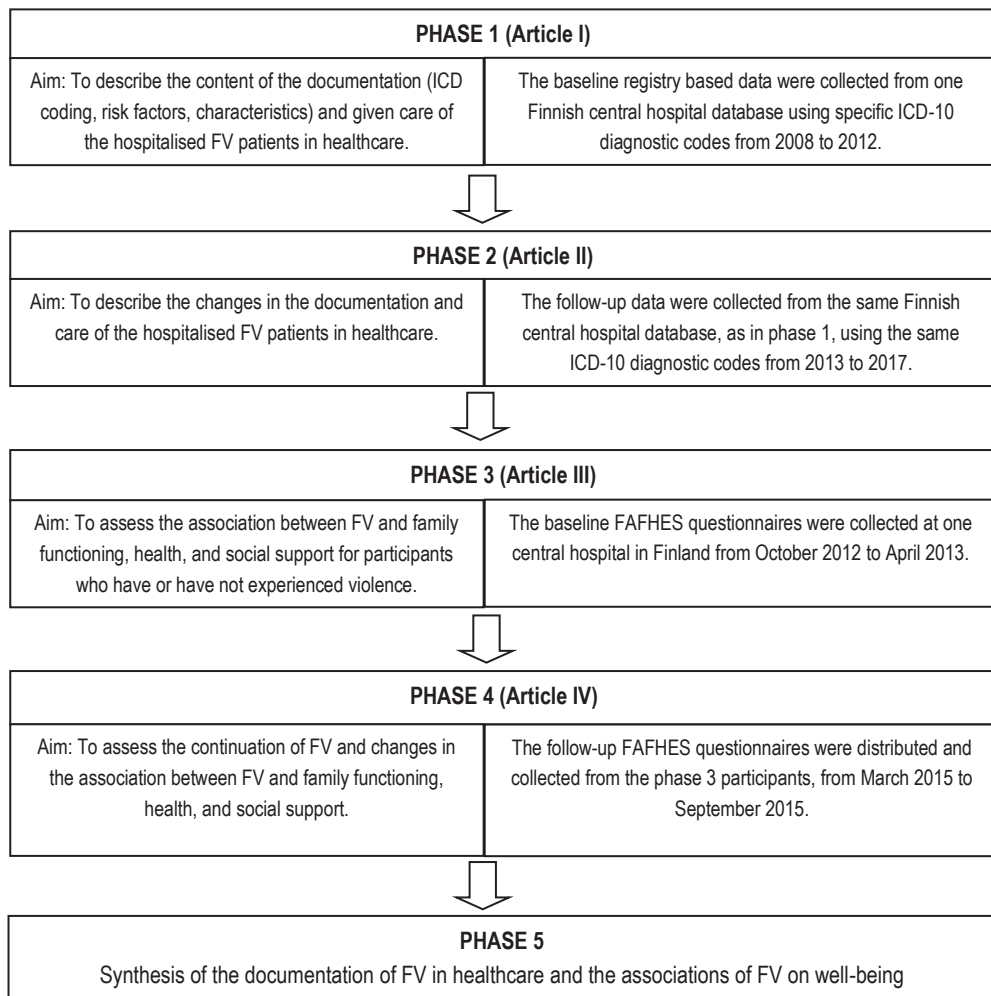 PHASE 1 (Article I)
Aim: To describe the content of the documentation (ICD
coding, risk factors, characteristics) and given care of
the hospitalised FV patients in healthcare.
The baseline registry based data were collected from one
Finnish central hospital database using specific ICD-10
diagnostic codes from 2008 to 2012.
PHASE 2 (Article II)
Aim: To describe the changes in the documentation and
care of the hospitalised FV patients in healthcare.
The follow-up data were collected from the same Finnish
central hospital database, as in phase 1, using the same
ICD-10 diagnostic codes from 2013 to 2017.
PHASE 3 (Article III)
Aim: To assess the association between FV and family
functioning, health, and social support for participants
who have or have not experienced violence.
The baseline FAFHES questionnaires were collected at one
central hospital in Finland from October 2012 to April 2013.
PHASE 4 (Article IV)
Aim: To assess the continuation of FV and changes in
the association between FV and family functioning,
health, and social support.
The follow-up FAFHES questionnaires were distributed and
collected from the phase 3 participants, from March 2015 to
September 2015.
PHASE 5
Synthesis of the documentation of FV in healthcare and the associations of FV on well-being